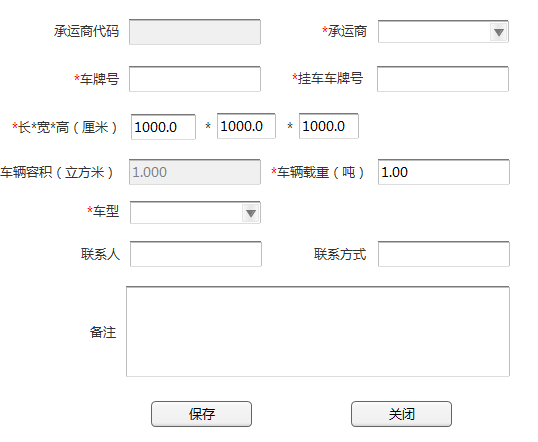 承运商代码 *承运商
*车牌号 *挂车车牌号
*长*宽*高（厘米） 1000.0 * 1000.0 * 1000.0
车辆容积（立方米） 1.000 *车辆载重（吨） 1.00
*车型
联系人 联系方式
备注
保存 关闭